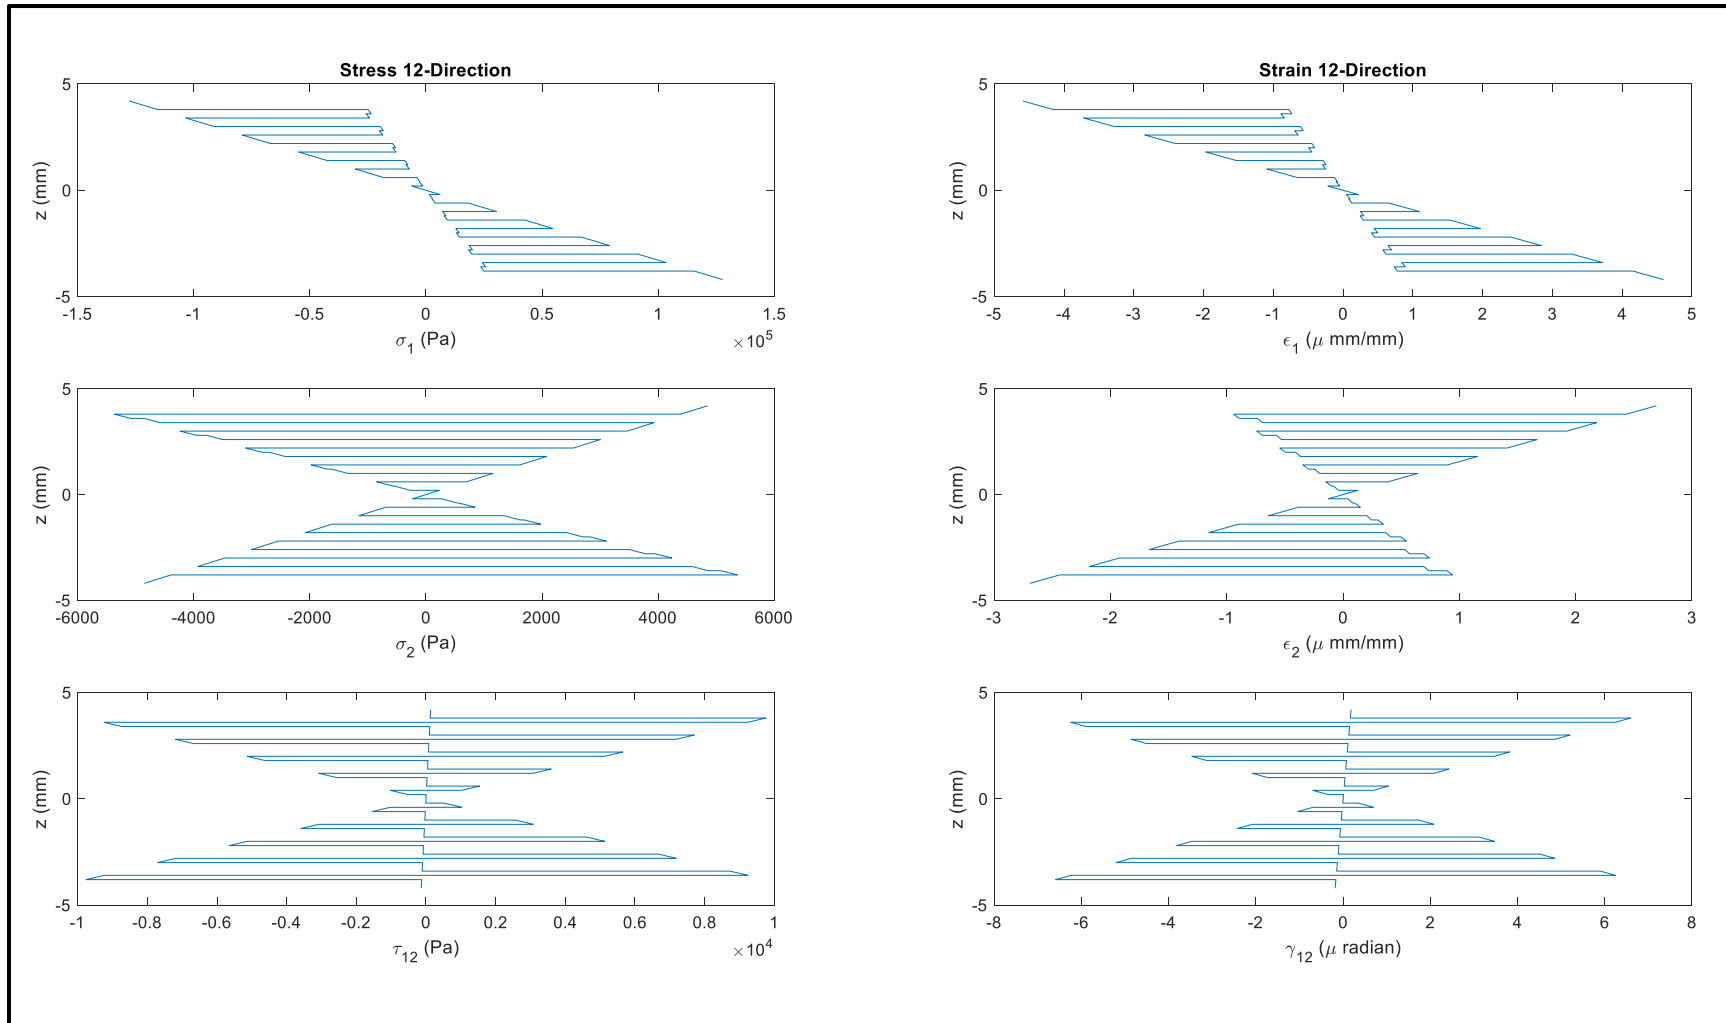 Stress 12-Direction
5
0
-5
z (mm)
-1.5 -1 -0.5 0 0.5 1 1.5
σ1 (Pa) ×10^5
Strain 12-Direction
5
0
-5
z (mm)
-5 -4 -3 -2 -1 0 1 2 3 4 5
ϵ1 (μ mm/mm)
5
0
-5
z (mm)
-6000 -4000 -2000 0 2000 4000 6000
σ2 (Pa)
5
0
-5
z (mm)
-3 -2 -1 0 1 2 3
ϵ2 (μ mm/mm)
5
0
-5
z (mm)
-1 -0.8 -0.6 -0.4 -0.2 0 0.2 0.4 0.6 0.8 1
τ12 (Pa) ×10^4
5
0
-5
z (mm)
-8 -6 -4 -2 0 2 4 6 8
γ12 (μ radian)